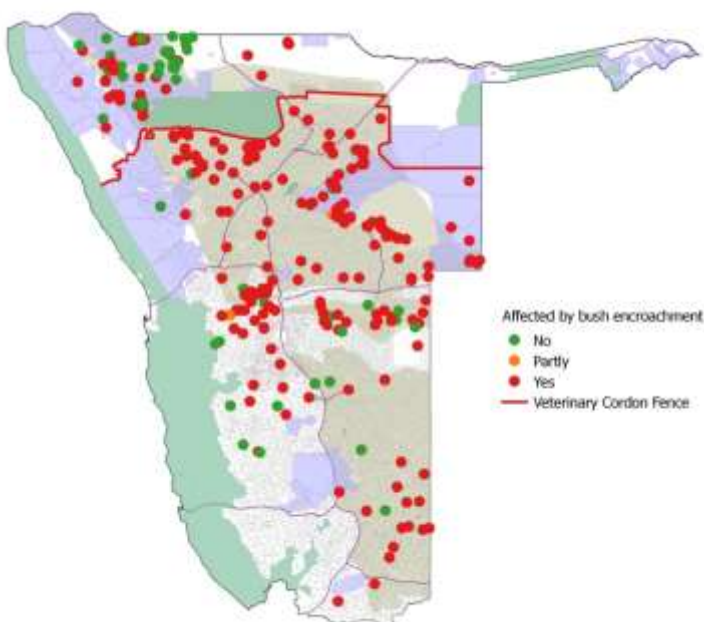 Affected by bush encroachment
No
Partly
Yes
Veterinary Cordon Fence